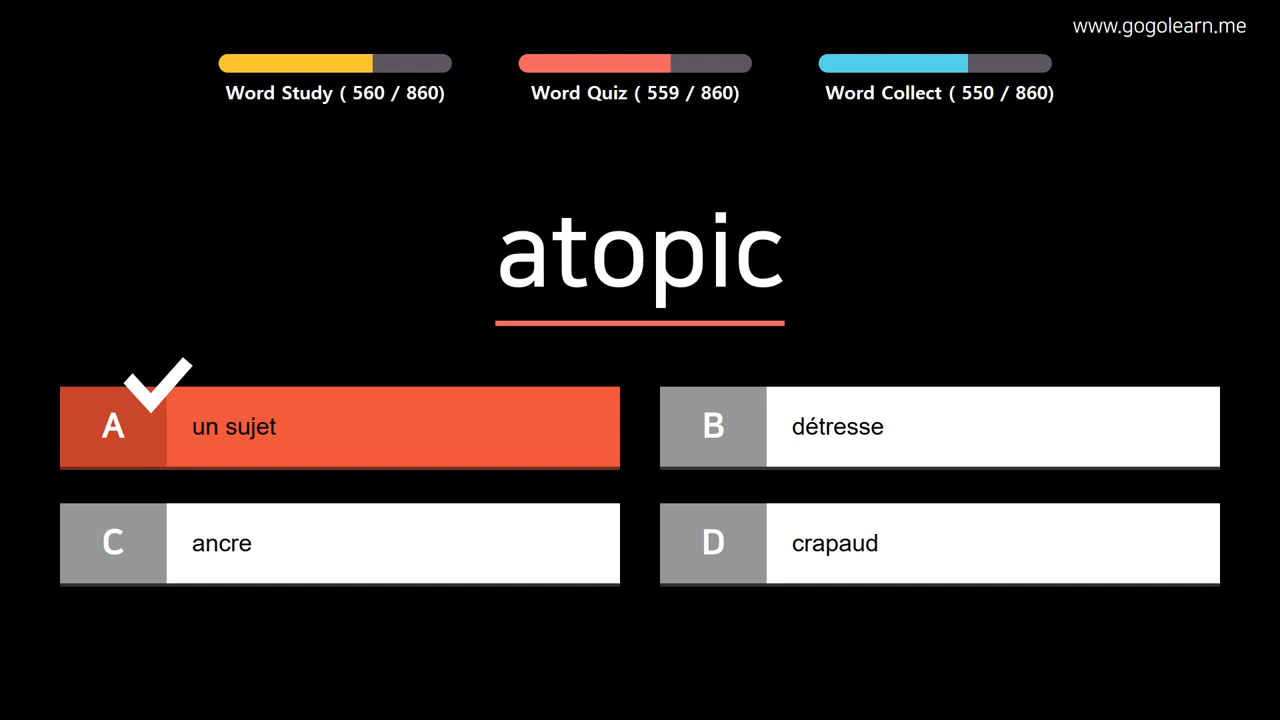 www.gogolearn.me
Word Study ( 560 / 860)
Word Quiz ( 559 / 860)
Word Collect ( 550 / 860)
atopic
A un sujet
B détresse
C ancre
D crapaud